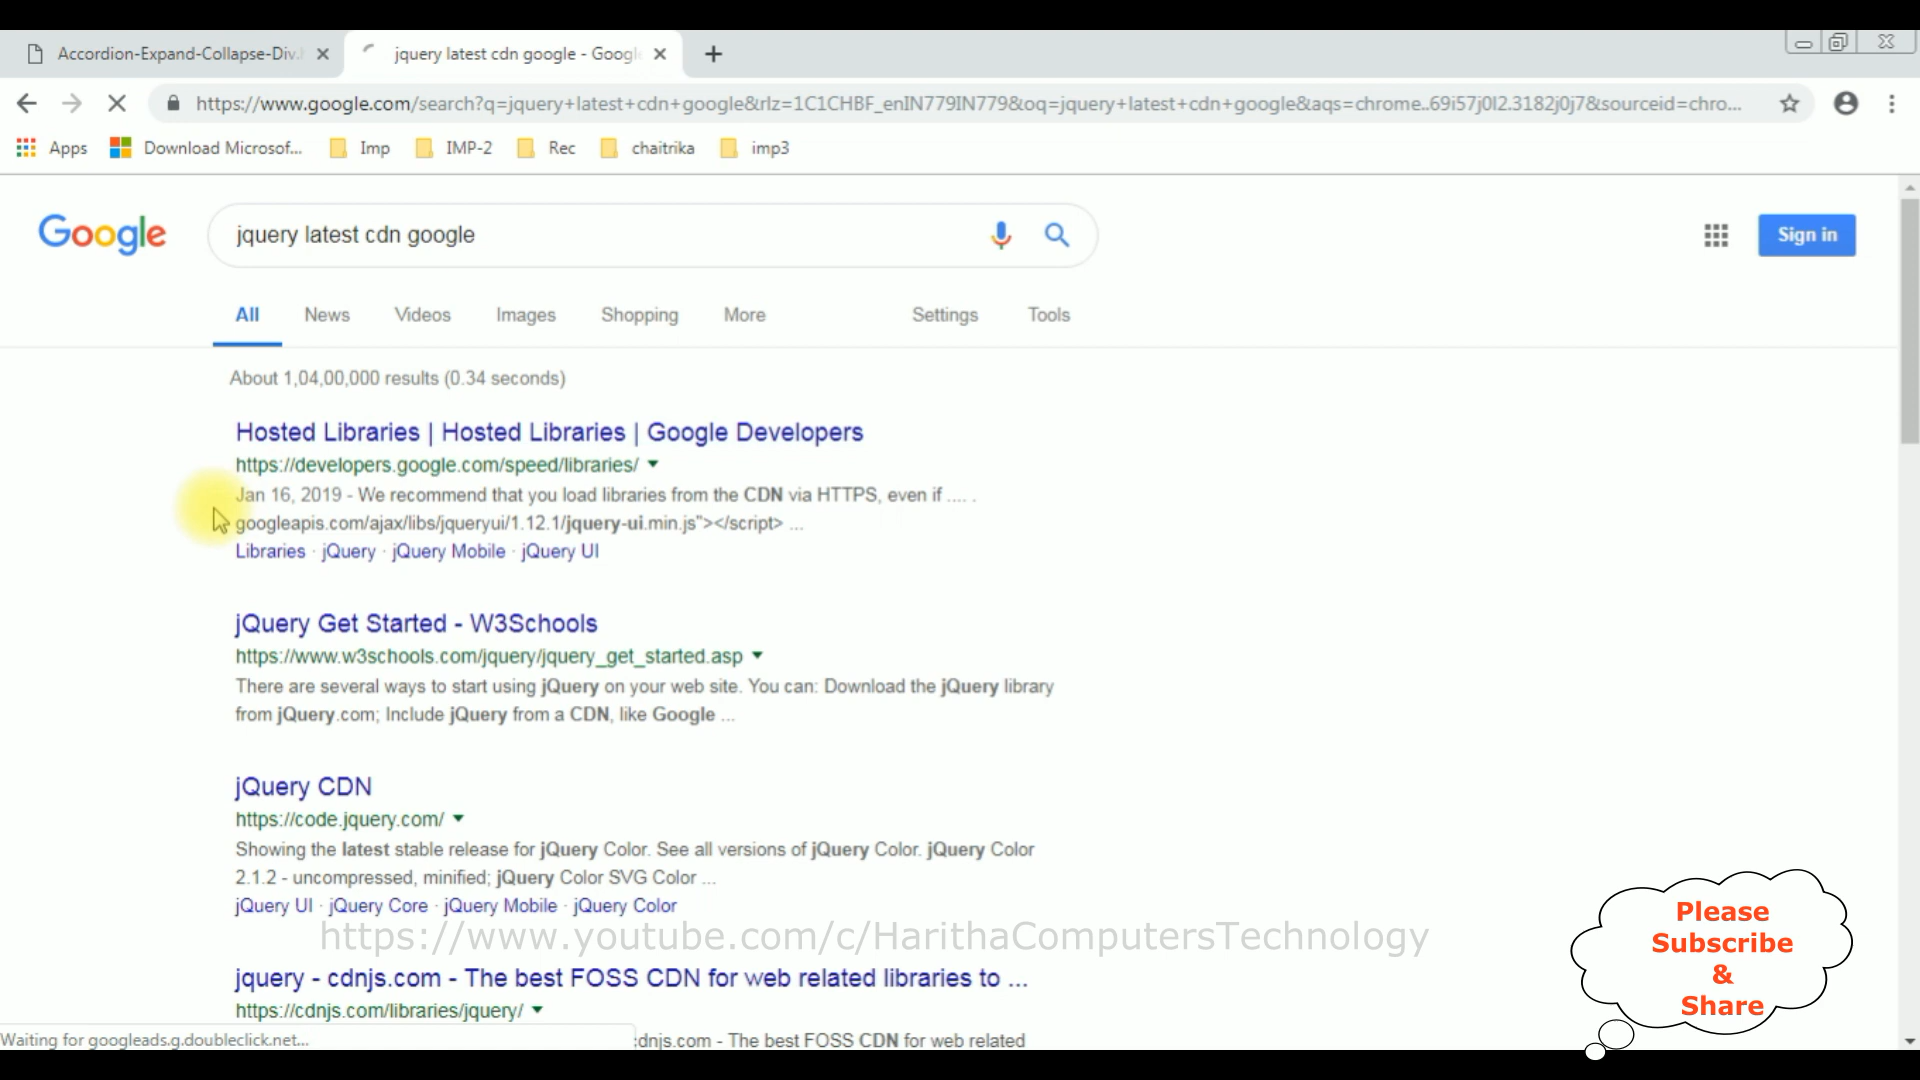 Accordion-Expand-Collapse-Div.
jquery latest cdn google - Googl
https://www.google.com/search?q=jquery+latest+cdn+google&rlz=1C1CHBF_enIN779IN779&oq=jquery+latest+cdn+google&aqs=chrome..69i57j0l2.3182j0j7&sourceid=chro...
Apps Download Microsof... Imp IMP-2 Rec chaitrika imp3
Google jquery latest cdn google Sign in
All News Videos Images Shopping More Settings Tools
About 1,04,00,000 results (0.34 seconds)
Hosted Libraries | Hosted Libraries | Google Developers
https://developers.google.com/speed/libraries/
Jan 16, 2019 - We recommend that you load libraries from the CDN via HTTPS, even if .... .
googleapis.com/ajax/libs/jqueryui/1.12.1/jquery-ui.min.js"></script> ...
Libraries · jQuery · jQuery Mobile · jQuery UI
jQuery Get Started - W3Schools
https://www.w3schools.com/jquery/jquery_get_started.asp
There are several ways to start using jQuery on your web site. You can: Download the jQuery library
from jQuery.com; Include jQuery from a CDN, like Google ...
jQuery CDN
https://code.jquery.com/
Showing the latest stable release for jQuery Color. See all versions of jQuery Color. jQuery Color
2.1.2 - uncompressed, minified; jQuery Color SVG Color ...
jQuery UI · jQuery Core · jQuery Mobile · jQuery Color
https://www.youtube.com/c/HarithaComputersTechnology
jquery - cdnjs.com - The best FOSS CDN for web related libraries to ...
https://cdnjs.com/libraries/jquery/
Waiting for googleads.g.doubleclick.net...
cdnjs.com - The best FOSS CDN for web related
Please
Subscribe
&
Share